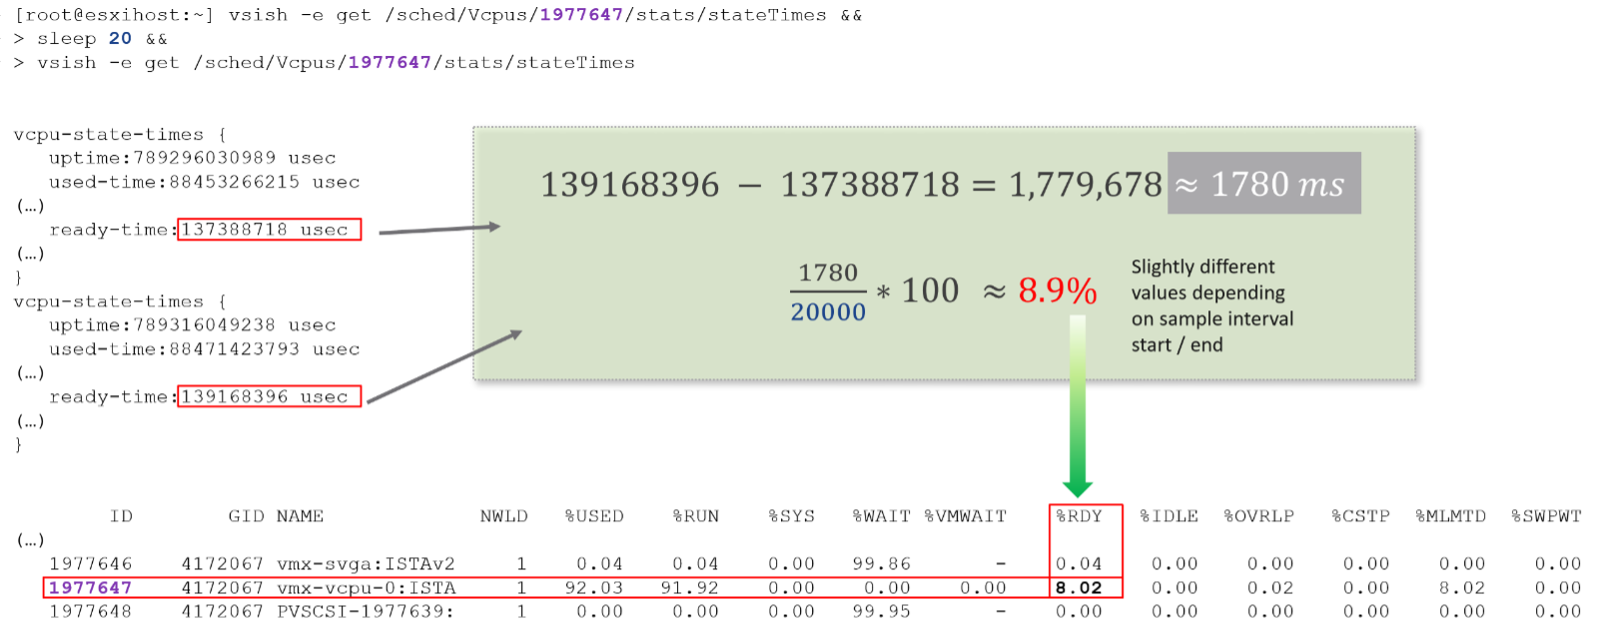 [root@esxihost:~] vsish -e get /sched/Vcpus/1977647/stats/stateTimes &&
> sleep 20 &&
> vsish -e get /sched/Vcpus/1977647/stats/stateTimes
vcpu-state-times {
uptime:789296030989 usec
used-time:88453266215 usec
(…)
ready-time:137388718 usec
(…)
}
vcpu-state-times {
uptime:789316049238 usec
used-time:88471423793 usec
(…)
ready-time:139168396 usec
(…)
}
139168396 − 137388718 = 1,779,678 ≈ 1780 ms
1780
20000
* 100 ≈ 8.9%
Slightly different
values depending
on sample interval
start / end
ID GID NAME NWLD %USED %RUN %SYS %WAIT %VMWAIT %RDY %IDLE %OVRLP %CSTP %MLMTD %SWPWT
(…)
1977646 4172067 vmx-svga:ISTAv2 1 0.04 0.04 0.00 99.86 - 0.04 0.00 0.00 0.00 0.00 0.00
1977647 4172067 vmx-vcpu-0:ISTA 1 92.03 91.92 0.00 0.00 0.00 8.02 0.00 0.02 0.00 8.02 0.00
1977648 4172067 PVSCSI-1977639: 1 0.00 0.00 0.00 99.95 - 0.00 0.00 0.00 0.00 0.00 0.00